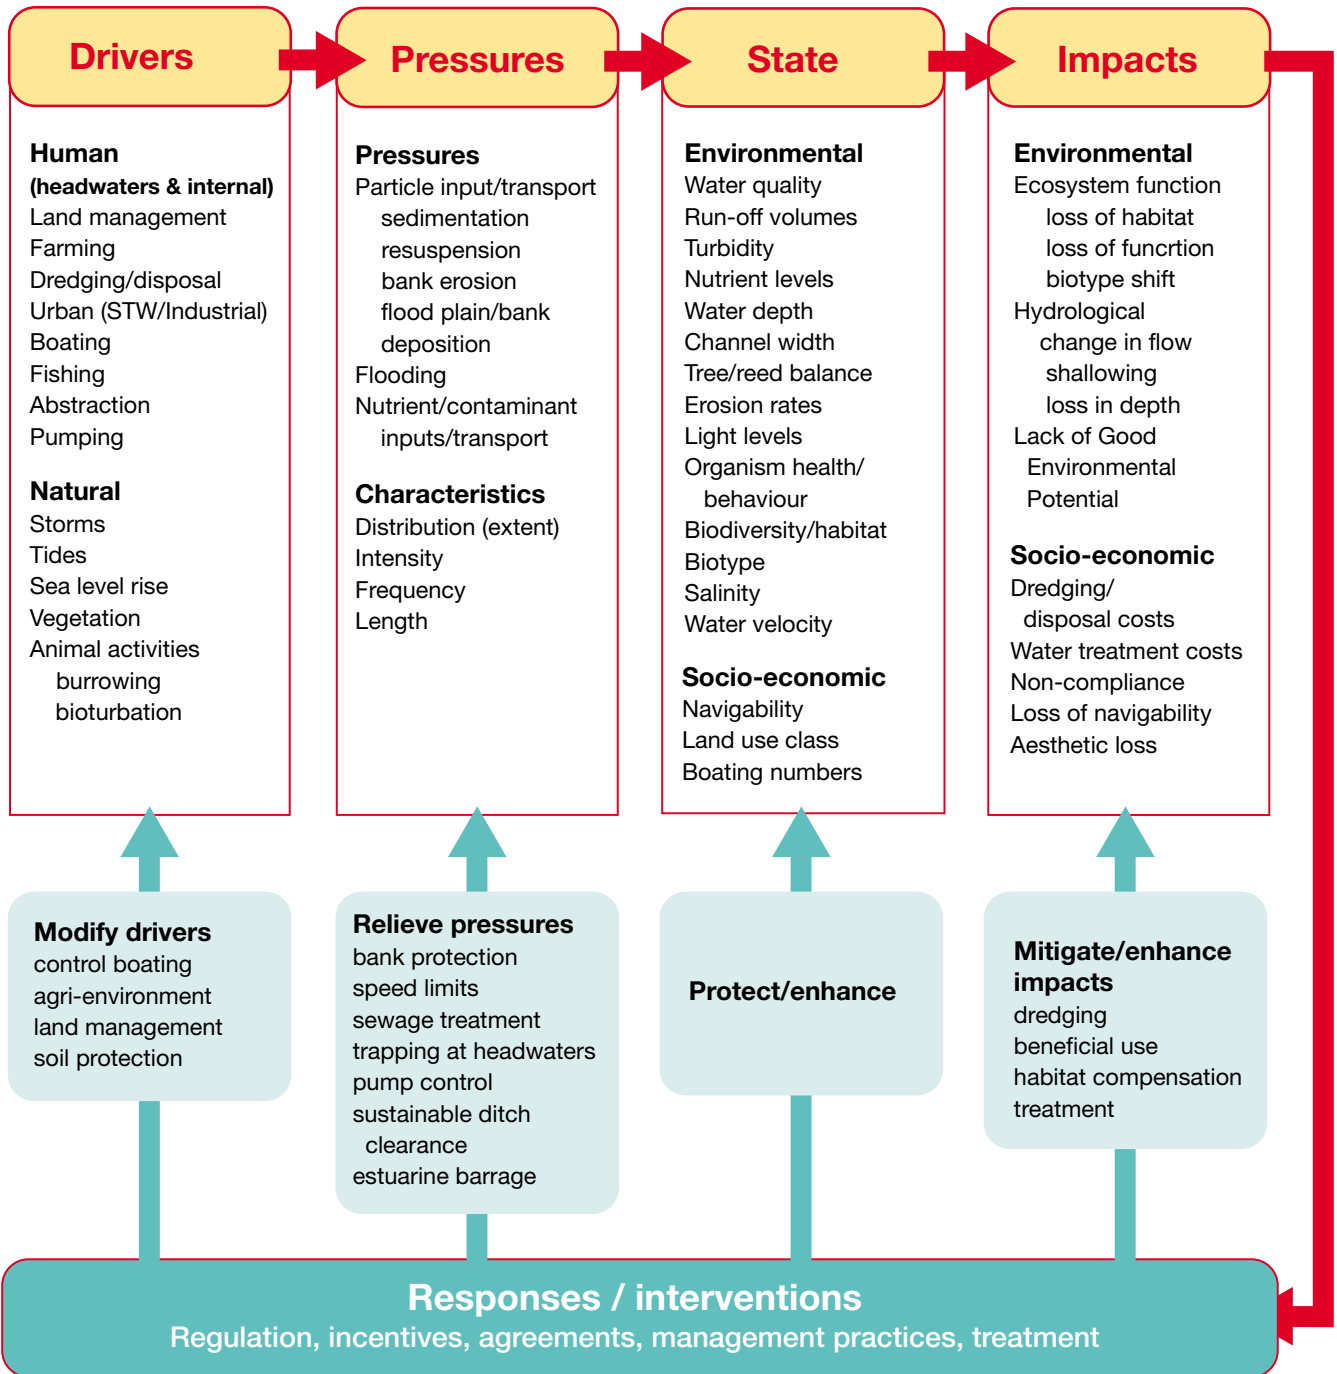 Drivers
Pressures
State
Impacts
Human
(headwaters & internal)
Land management
Farming
Dredging/disposal
Urban (STW/Industrial)
Boating
Fishing
Abstraction
Pumping
Natural
Storms
Tides
Sea level rise
Vegetation
Animal activities
burrowing
bioturbation
Pressures
Particle input/transport
sedimentation
resuspension
bank erosion
flood plain/bank
deposition
Flooding
Nutrient/contaminant
inputs/transport
Characteristics
Distribution (extent)
Intensity
Frequency
Length
Environmental
Water quality
Run-off volumes
Turbidity
Nutrient levels
Water depth
Channel width
Tree/reed balance
Erosion rates
Light levels
Organism health/
behaviour
Biodiversity/habitat
Biotype
Salinity
Water velocity
Socio-economic
Navigability
Land use class
Boating numbers
Environmental
Ecosystem function
loss of habitat
loss of funcrtion
biotype shift
Hydrological
change in flow
shallowing
loss in depth
Lack of Good
Environmental
Potential
Socio-economic
Dredging/
disposal costs
Water treatment costs
Non-compliance
Loss of navigability
Aesthetic loss
Modify drivers
control boating
agri-environment
land management
soil protection
Relieve pressures
bank protection
speed limits
sewage treatment
trapping at headwaters
pump control
sustainable ditch
clearance
estuarine barrage
Protect/enhance
Mitigate/enhance
impacts
dredging
beneficial use
habitat compensation
treatment
Responses / interventions
Regulation, incentives, agreements, management practices, treatment